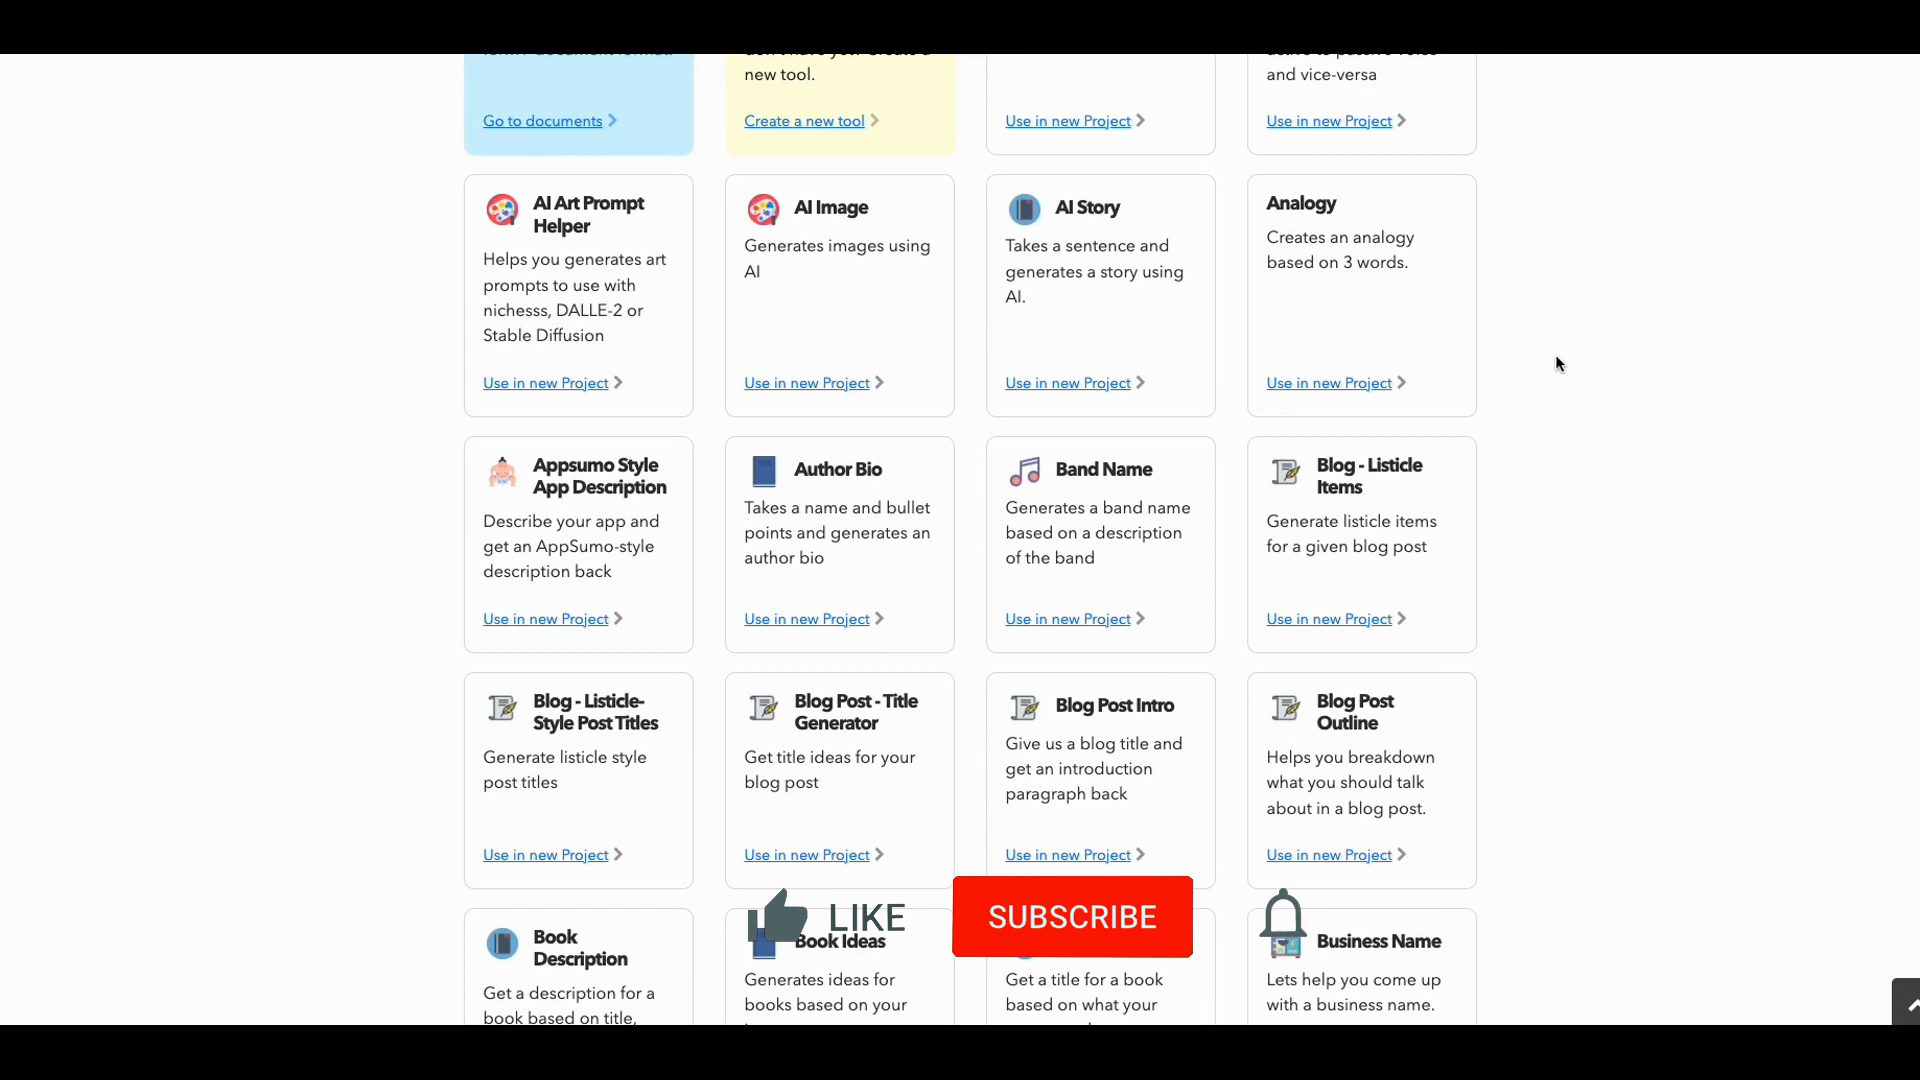 new tool.
and vice-versa
Go to documents
Create a new tool
Use in new Project
Use in new Project
AI Art Prompt
Helper
Helps you generates art
prompts to use with
nichesss, DALLE-2 or
Stable Diffusion
Use in new Project
AI Image
Generates images using
AI
Use in new Project
AI Story
Takes a sentence and
generates a story using
AI.
Use in new Project
Analogy
Creates an analogy
based on 3 words.
Use in new Project
Appsumo Style
App Description
Describe your app and
get an AppSumo-style
description back
Use in new Project
Author Bio
Takes a name and bullet
points and generates an
author bio
Use in new Project
Band Name
Generates a band name
based on a description
of the band
Use in new Project
Blog - Listicle
Items
Generate listicle items
for a given blog post
Use in new Project
Blog - Listicle-
Style Post Titles
Generate listicle style
post titles
Use in new Project
Blog Post - Title
Generator
Get title ideas for your
blog post
Use in new Project
Blog Post Intro
Give us a blog title and
get an introduction
paragraph back
Use in new Project
Blog Post
Outline
Helps you breakdown
what you should talk
about in a blog post.
Use in new Project
LIKE
SUBSCRIBE
Book
Description
Get a description for a
book based on title,
Book Ideas
Generates ideas for
books based on your
Get a title for a book
based on what your
Business Name
Lets help you come up
with a business name.